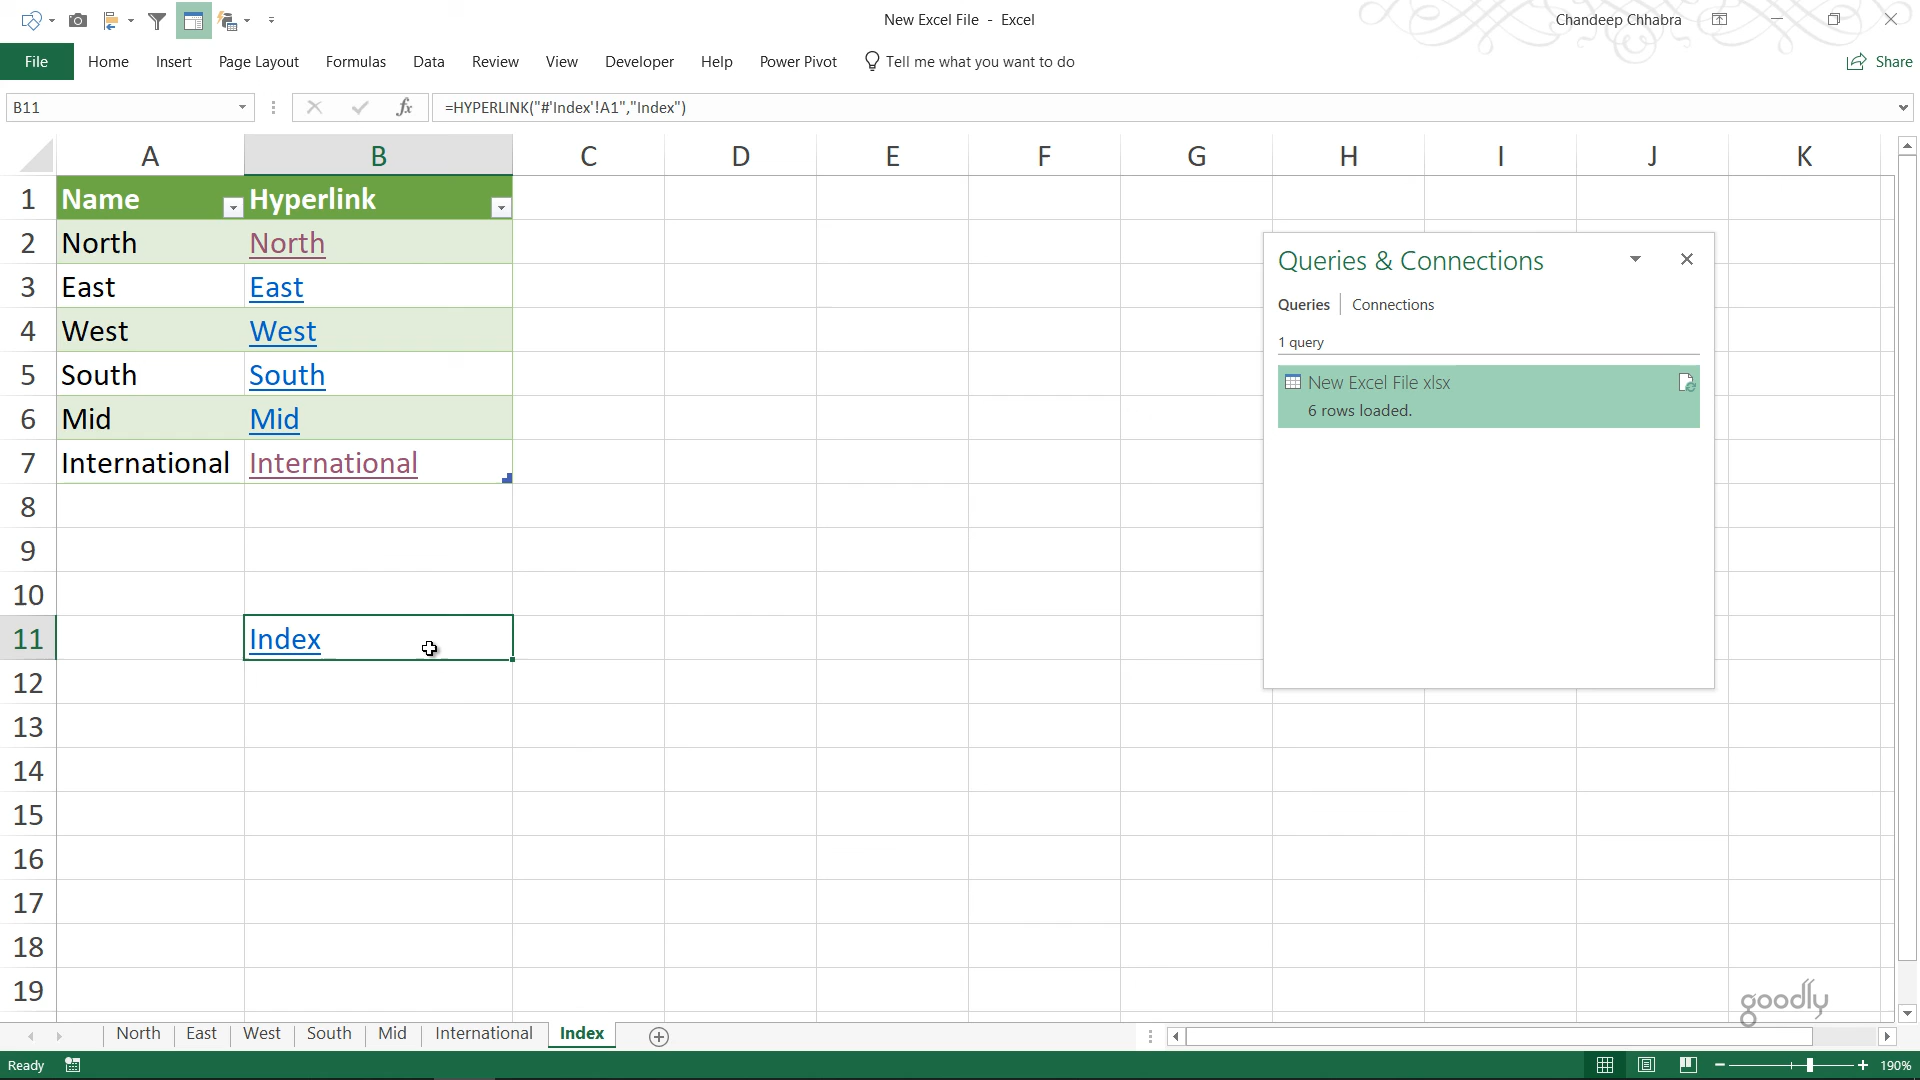 New Excel File - Excel
Chandeep Chhabra
File Home Insert Page Layout Formulas Data Review View Developer Help Power Pivot Tell me what you want to do Share
B11 fx =HYPERLINK("#'Index'!A1","Index")
A B C D E F G H I J K
1 Name Hyperlink
2 North North
3 East East
4 West West
5 South South
6 Mid Mid
7 International International
8
9
10
11 Index
12
13
14
15
16
17
18
19
Queries & Connections
Queries Connections
1 query
New Excel File xlsx
6 rows loaded.
goodly
North East West South Mid International Index
Ready 190%